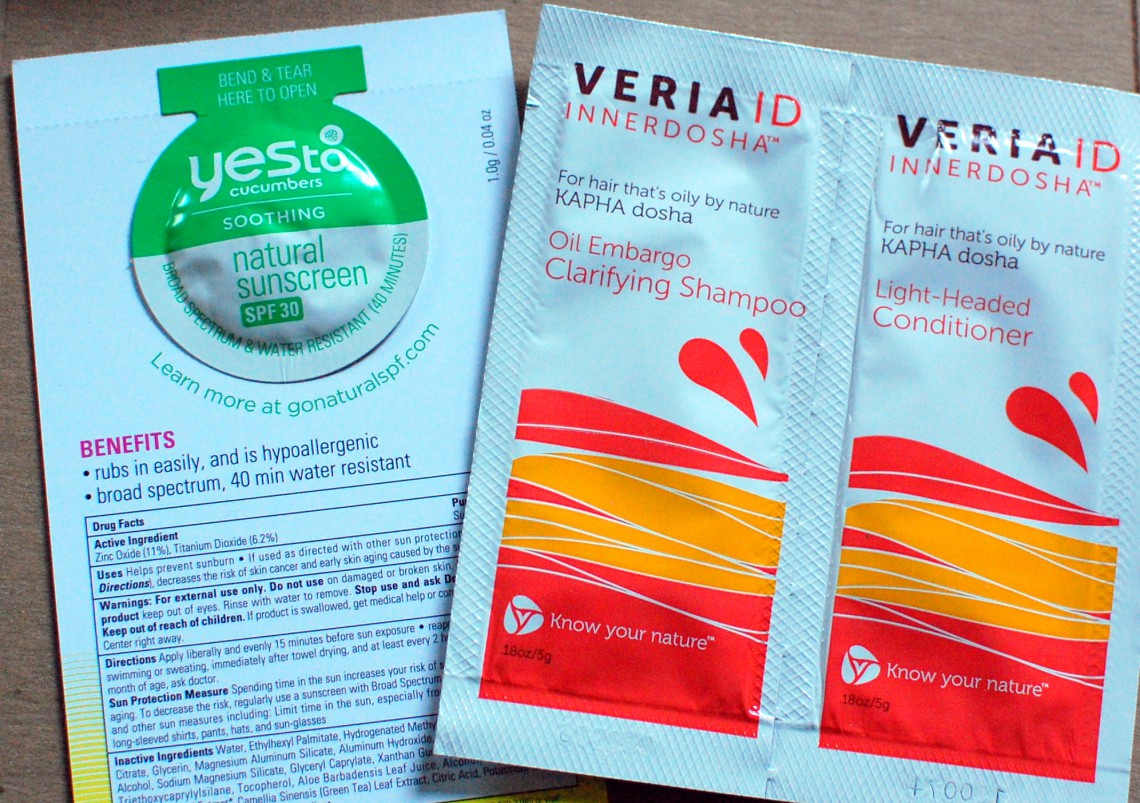 BEND & TEAR
HERE TO OPEN
yes to
cucumbers
SOOTHING
natural
sunscreen
SPF 30
BROAD SPECTRUM & WATER RESISTANT (40 MINUTES)
Learn more at gonaturalspf.com
1.0g / 0.04 oz
BENEFITS
• rubs in easily, and is hypoallergenic
• broad spectrum, 40 min water resistant
Drug Facts
Active Ingredient
Zinc Oxide (11%), Titanium Dioxide (6.2%)
Uses Helps prevent sunburn • If used as directed with other sun protection
Directions), decreases the risk of skin cancer and early skin aging caused by the
Warnings: For external use only. Do not use on damaged or broken skin.
product keep out of eyes. Rinse with water to remove. Stop use and ask
Keep out of reach of children. If product is swallowed, get medical help or
Center right away.
Directions Apply liberally and evenly 15 minutes before sun exposure •
swimming or sweating, immediately after towel drying, and at least every 2
month of age, ask doctor.
Sun Protection Measure Spending time in the sun increases your risk of
aging. To decrease the risk, regularly use a sunscreen with Broad Spectrum
and other sun measures including: Limit time in the sun, especially
long-sleeved shirts, pants, hats, and sun-glasses
Inactive Ingredients Water, Ethylhexyl Palmitate, Hydrogenated
Citrate, Glycerin, Magnesium Aluminum Silicate, Aluminum Hydroxide,
Alcohol, Sodium Magnesium Silicate, Glyceryl Caprylate, Xanthan
Triethoxycaprylylsilane, Tocopherol, Aloe Barbadensis Leaf Juice,
Camellia Sinensis (Green Tea) Leaf Extract, Citric Acid,
VERIA ID
INNERDOSHA™
For hair that's oily by nature
KAPHA dosha
Oil Embargo
Clarifying Shampoo
Know your nature™
.18oz/5g
VERIA ID
INNERDOSHA™
For hair that's oily by nature
KAPHA dosha
Light-Headed
Conditioner
Know your nature™
.18oz/5g